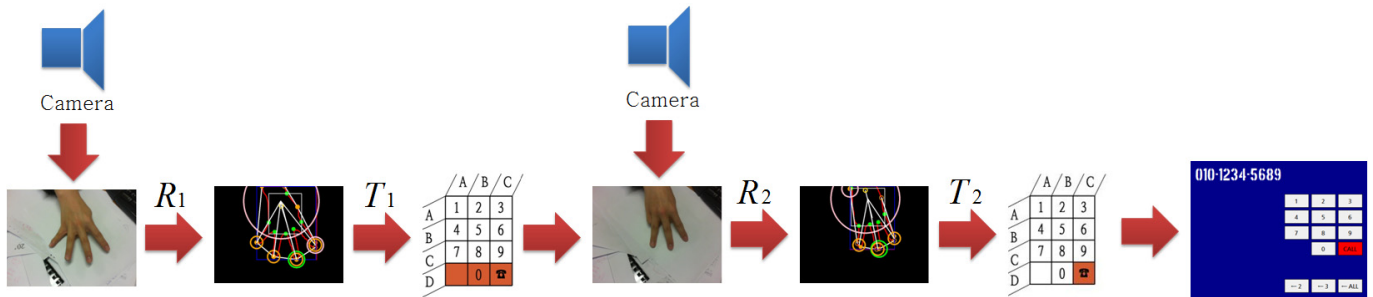 Camera
Camera
R1
T1
A B C
A 1 2 3
B 4 5 6
C 7 8 9
D 0 ☎
R2
T2
A B C
A 1 2 3
B 4 5 6
C 7 8 9
D 0 ☎
010-1234-5689
1 2 3
4 5 6
7 8 9
0 CALL
←2 ←3 ←ALL